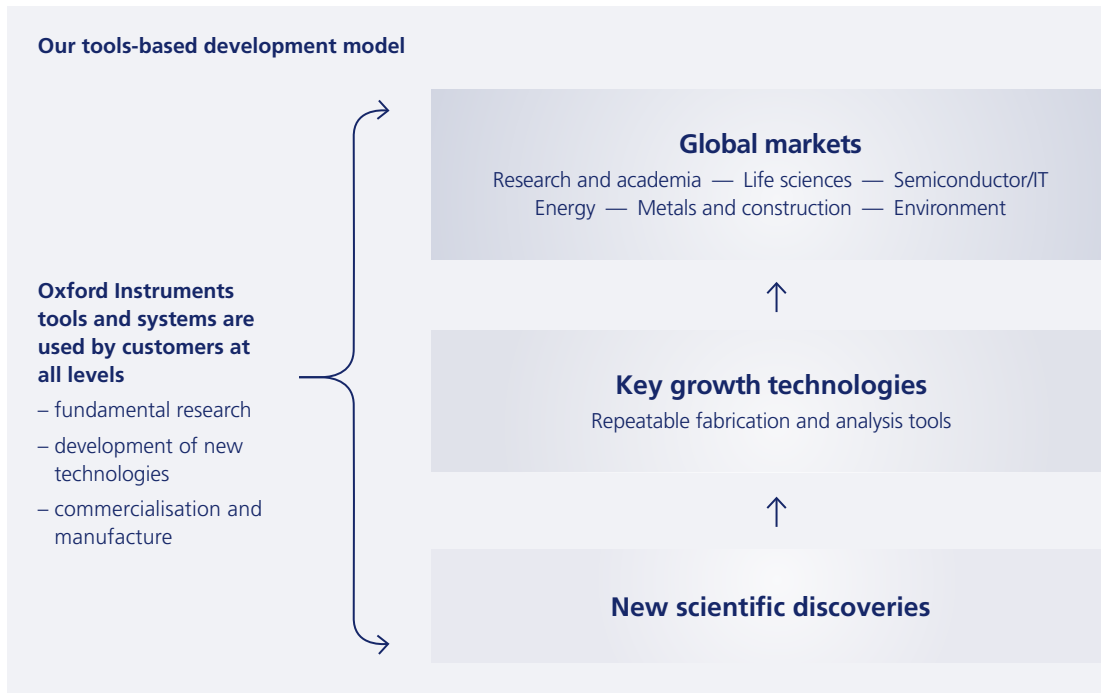 Our tools-based development model
Oxford Instruments
tools and systems are
used by customers at
all levels
– fundamental research
– development of new
technologies
– commercialisation and
manufacture
Global markets
Research and academia — Life sciences — Semiconductor/IT
Energy — Metals and construction — Environment
Key growth technologies
Repeatable fabrication and analysis tools
New scientific discoveries